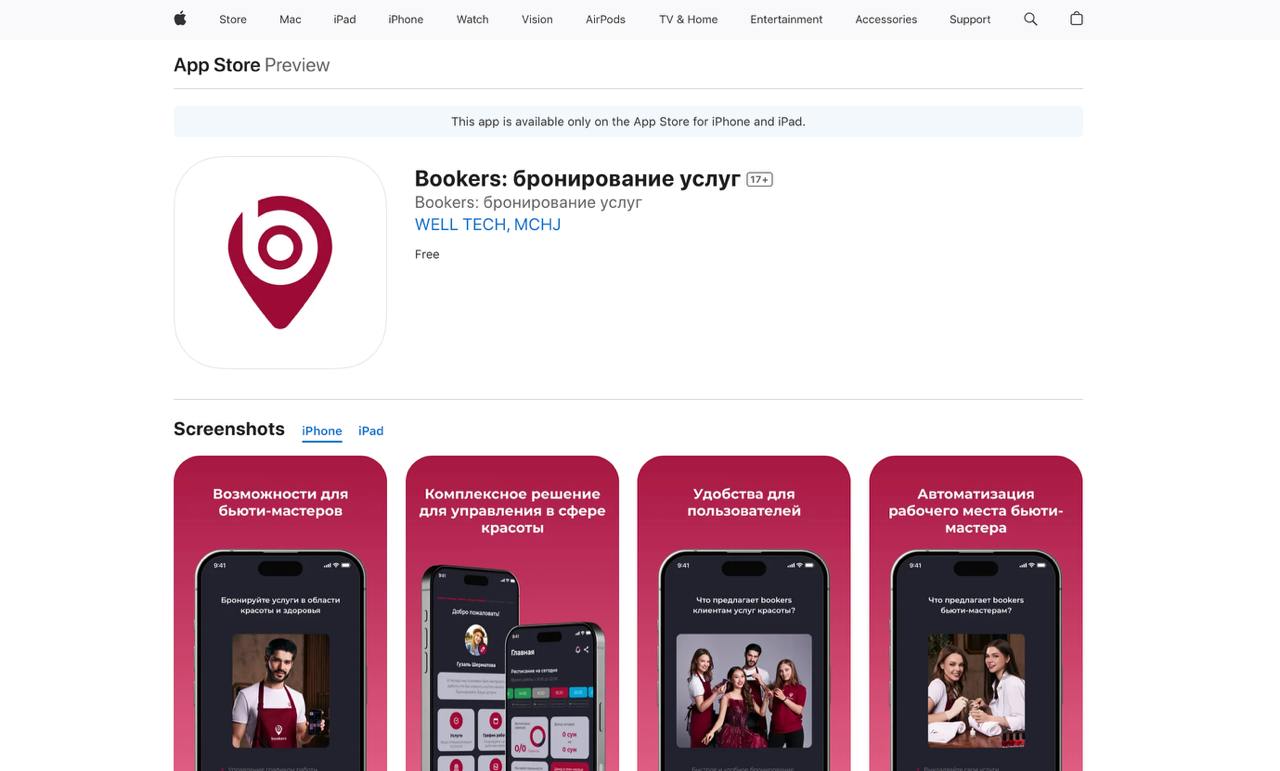 Store Mac iPad iPhone Watch Vision AirPods TV & Home Entertainment Accessories Support
App Store Preview
This app is available only on the App Store for iPhone and iPad.
Bookers: бронирование услуг 17+
Bookers: бронирование услуг
WELL TECH, MCHJ
Free
Screenshots iPhone iPad
Возможности для
бьюти-мастеров
9:41
Бронируйте услуги в области
красоты и здоровья
bookers
Комплексное решение
для управления в сфере
красоты
9:41
Добро пожаловать!
Гузаль Шерматова
Услуги
9:41
Главная
Расписание на сегодня
0/0
0 сум
0 сум
Удобства для
пользователей
9:41
Что предлагает bookers
клиентам услуг красоты?
Автоматизация
рабочего места бьюти-
мастера
9:41
Что предлагает bookers
бьюти-мастерам?